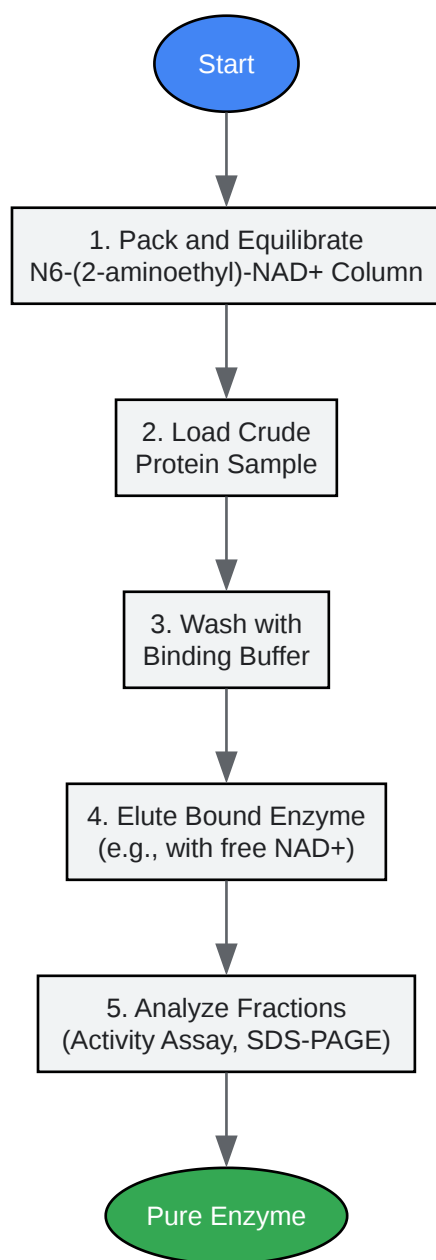 Start
1. Pack and Equilibrate
N6-(2-aminoethyl)-NAD+ Column
2. Load Crude
Protein Sample
3. Wash with
Binding Buffer
4. Elute Bound Enzyme
(e.g., with free NAD+)
5. Analyze Fractions
(Activity Assay, SDS-PAGE)
Pure Enzyme